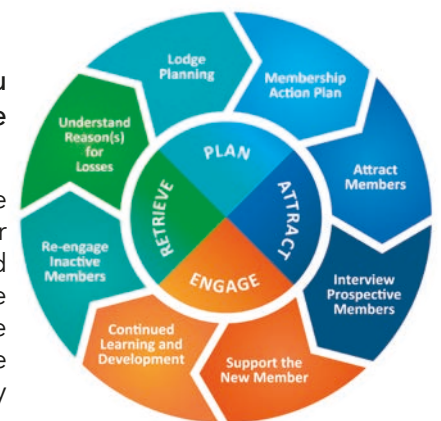 u
e
e
r
d
e
e
e
y
Lodge
Planning
Membership
Action Plan
Attract
Members
Interview
Prospective
Members
Support the
New Member
Continued
Learning and
Development
Re-engage
Inactive
Members
Understand
Reason(s)
for
Losses
PLAN
ATTRACT
ENGAGE
RETRIEVE